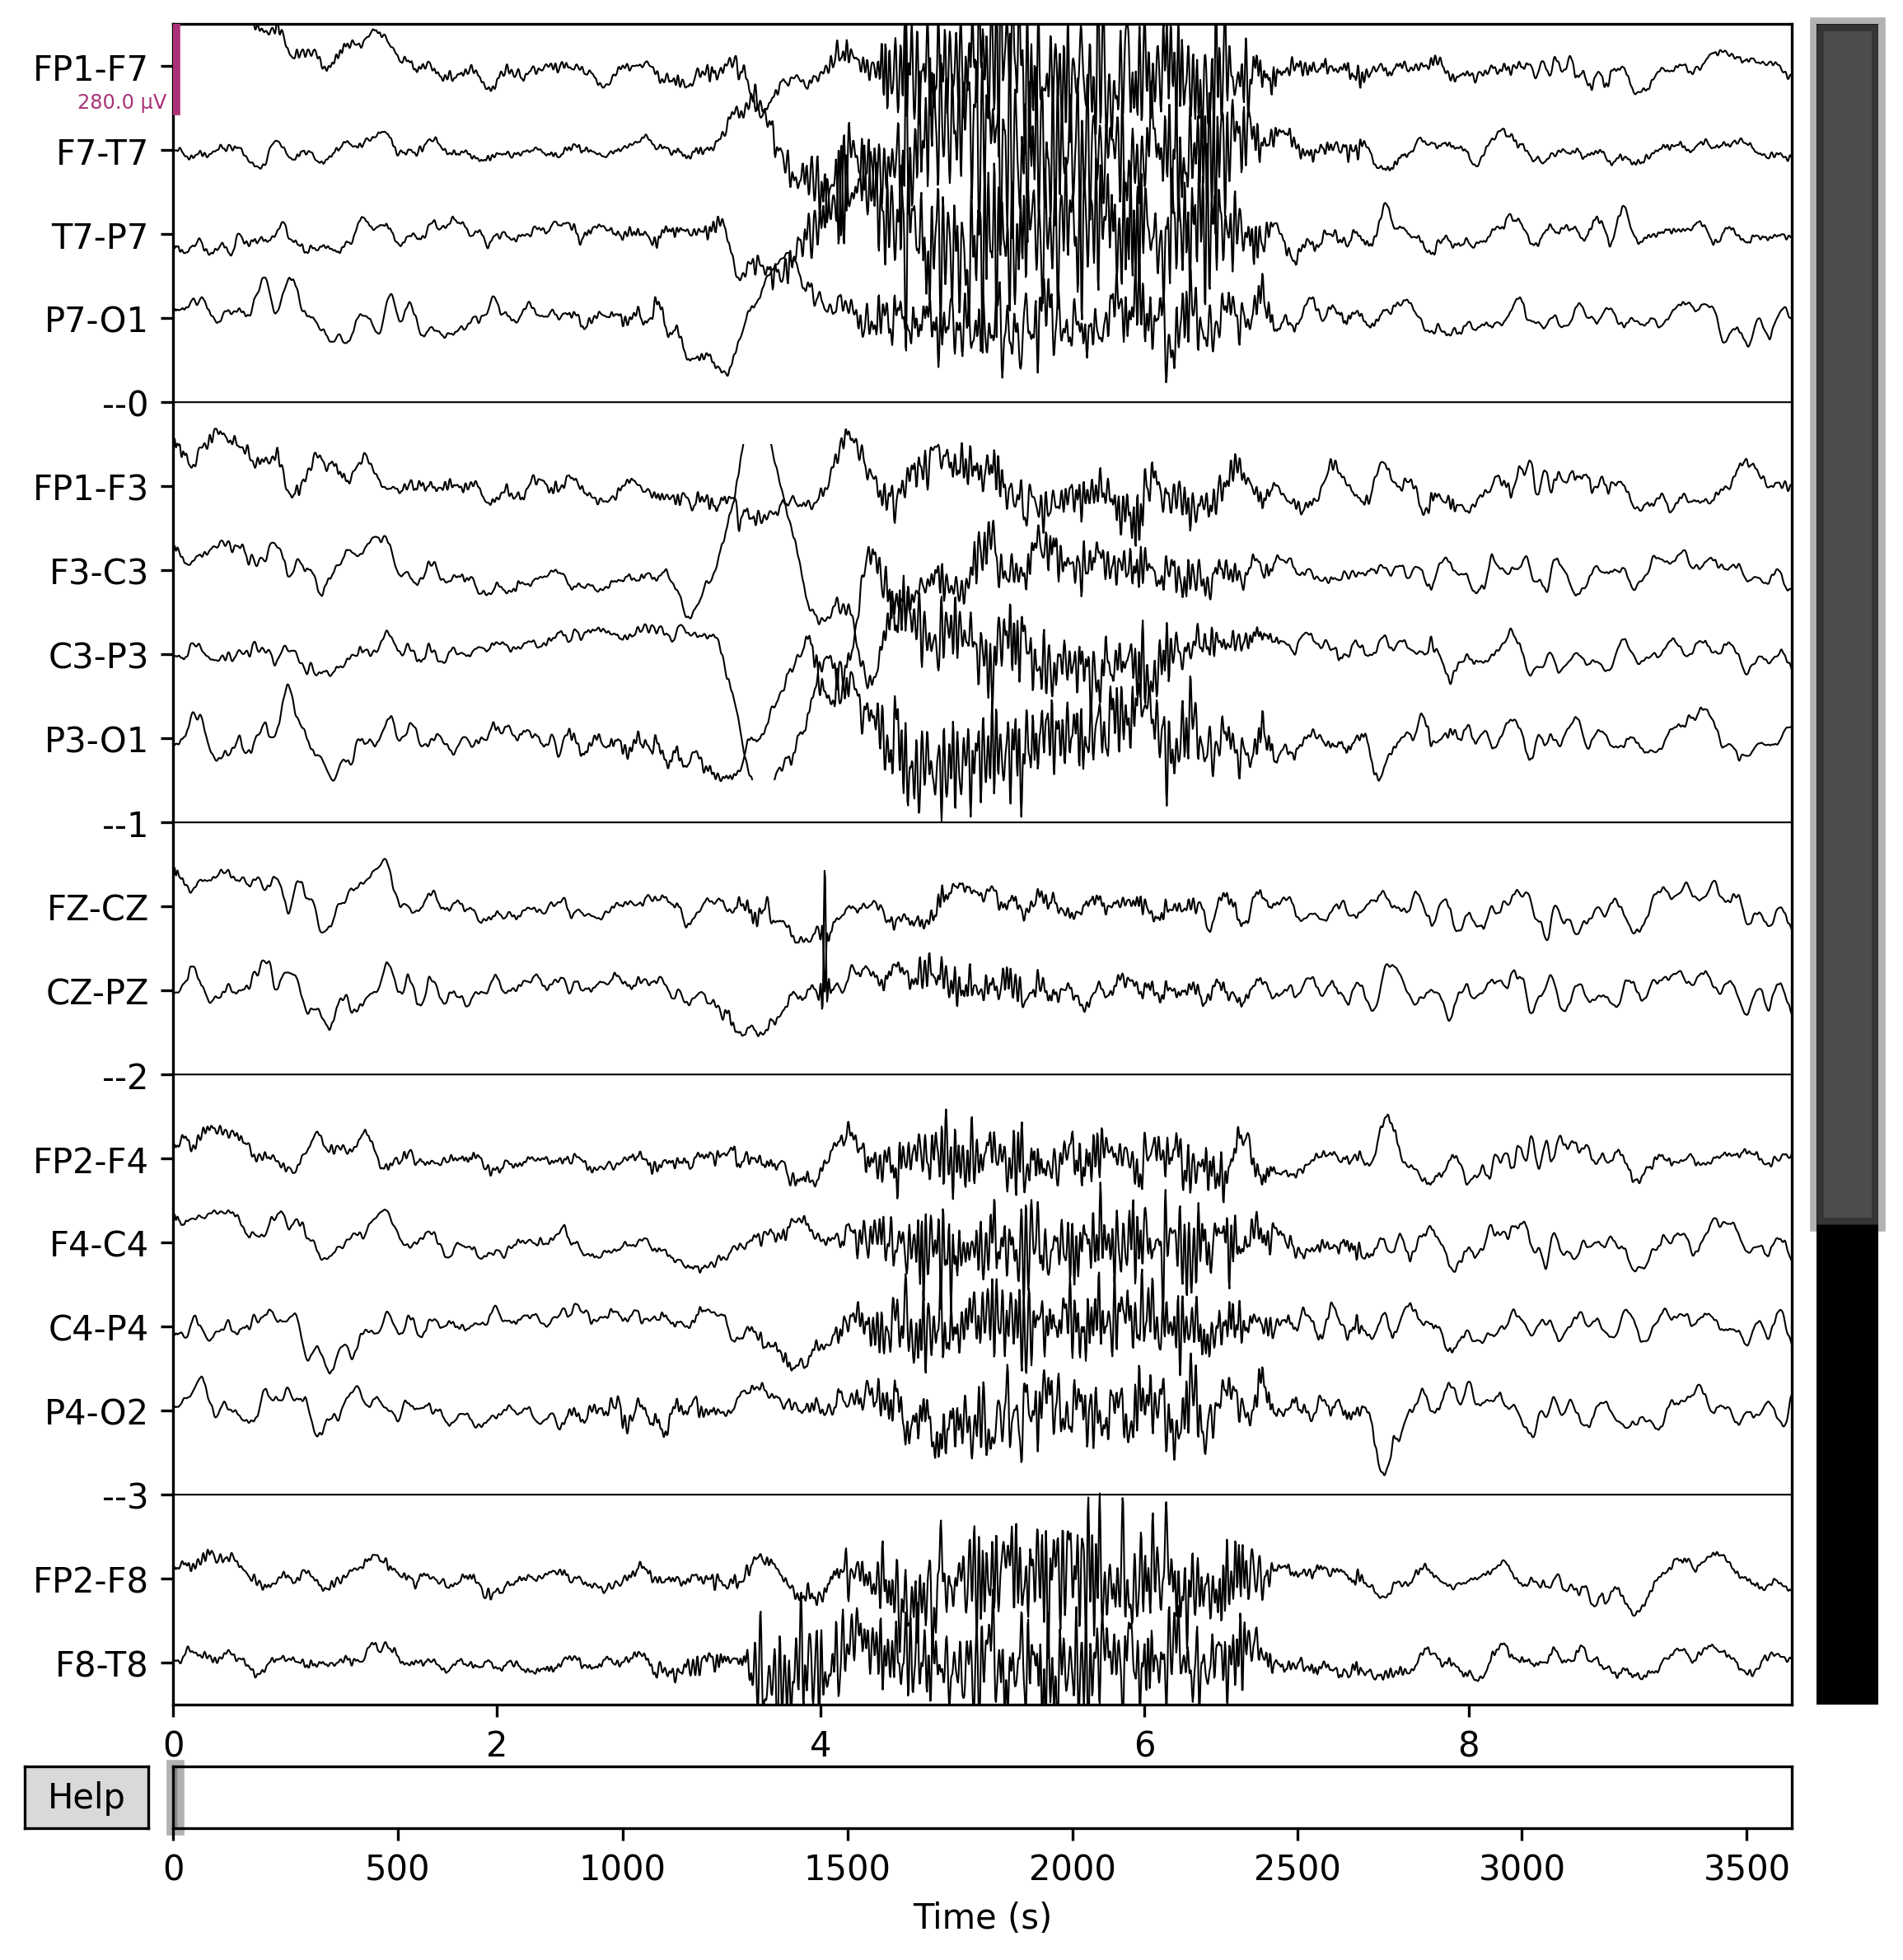 FP1-F7
280.0 µV
F7-T7
T7-P7
P7-O1
--0
FP1-F3
F3-C3
C3-P3
P3-O1
--1
FZ-CZ
CZ-PZ
--2
FP2-F4
F4-C4
C4-P4
P4-O2
--3
FP2-F8
F8-T8
0 2 4 6 8
Help
0 500 1000 1500 2000 2500 3000 3500
Time (s)